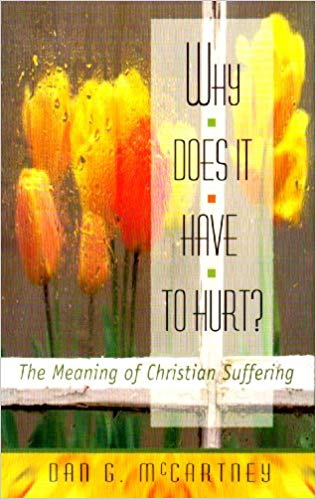 WHY
DOES IT
HAVE
TO HURT?
The Meaning of Christian Suffering
DAN G. MCCARTNEY